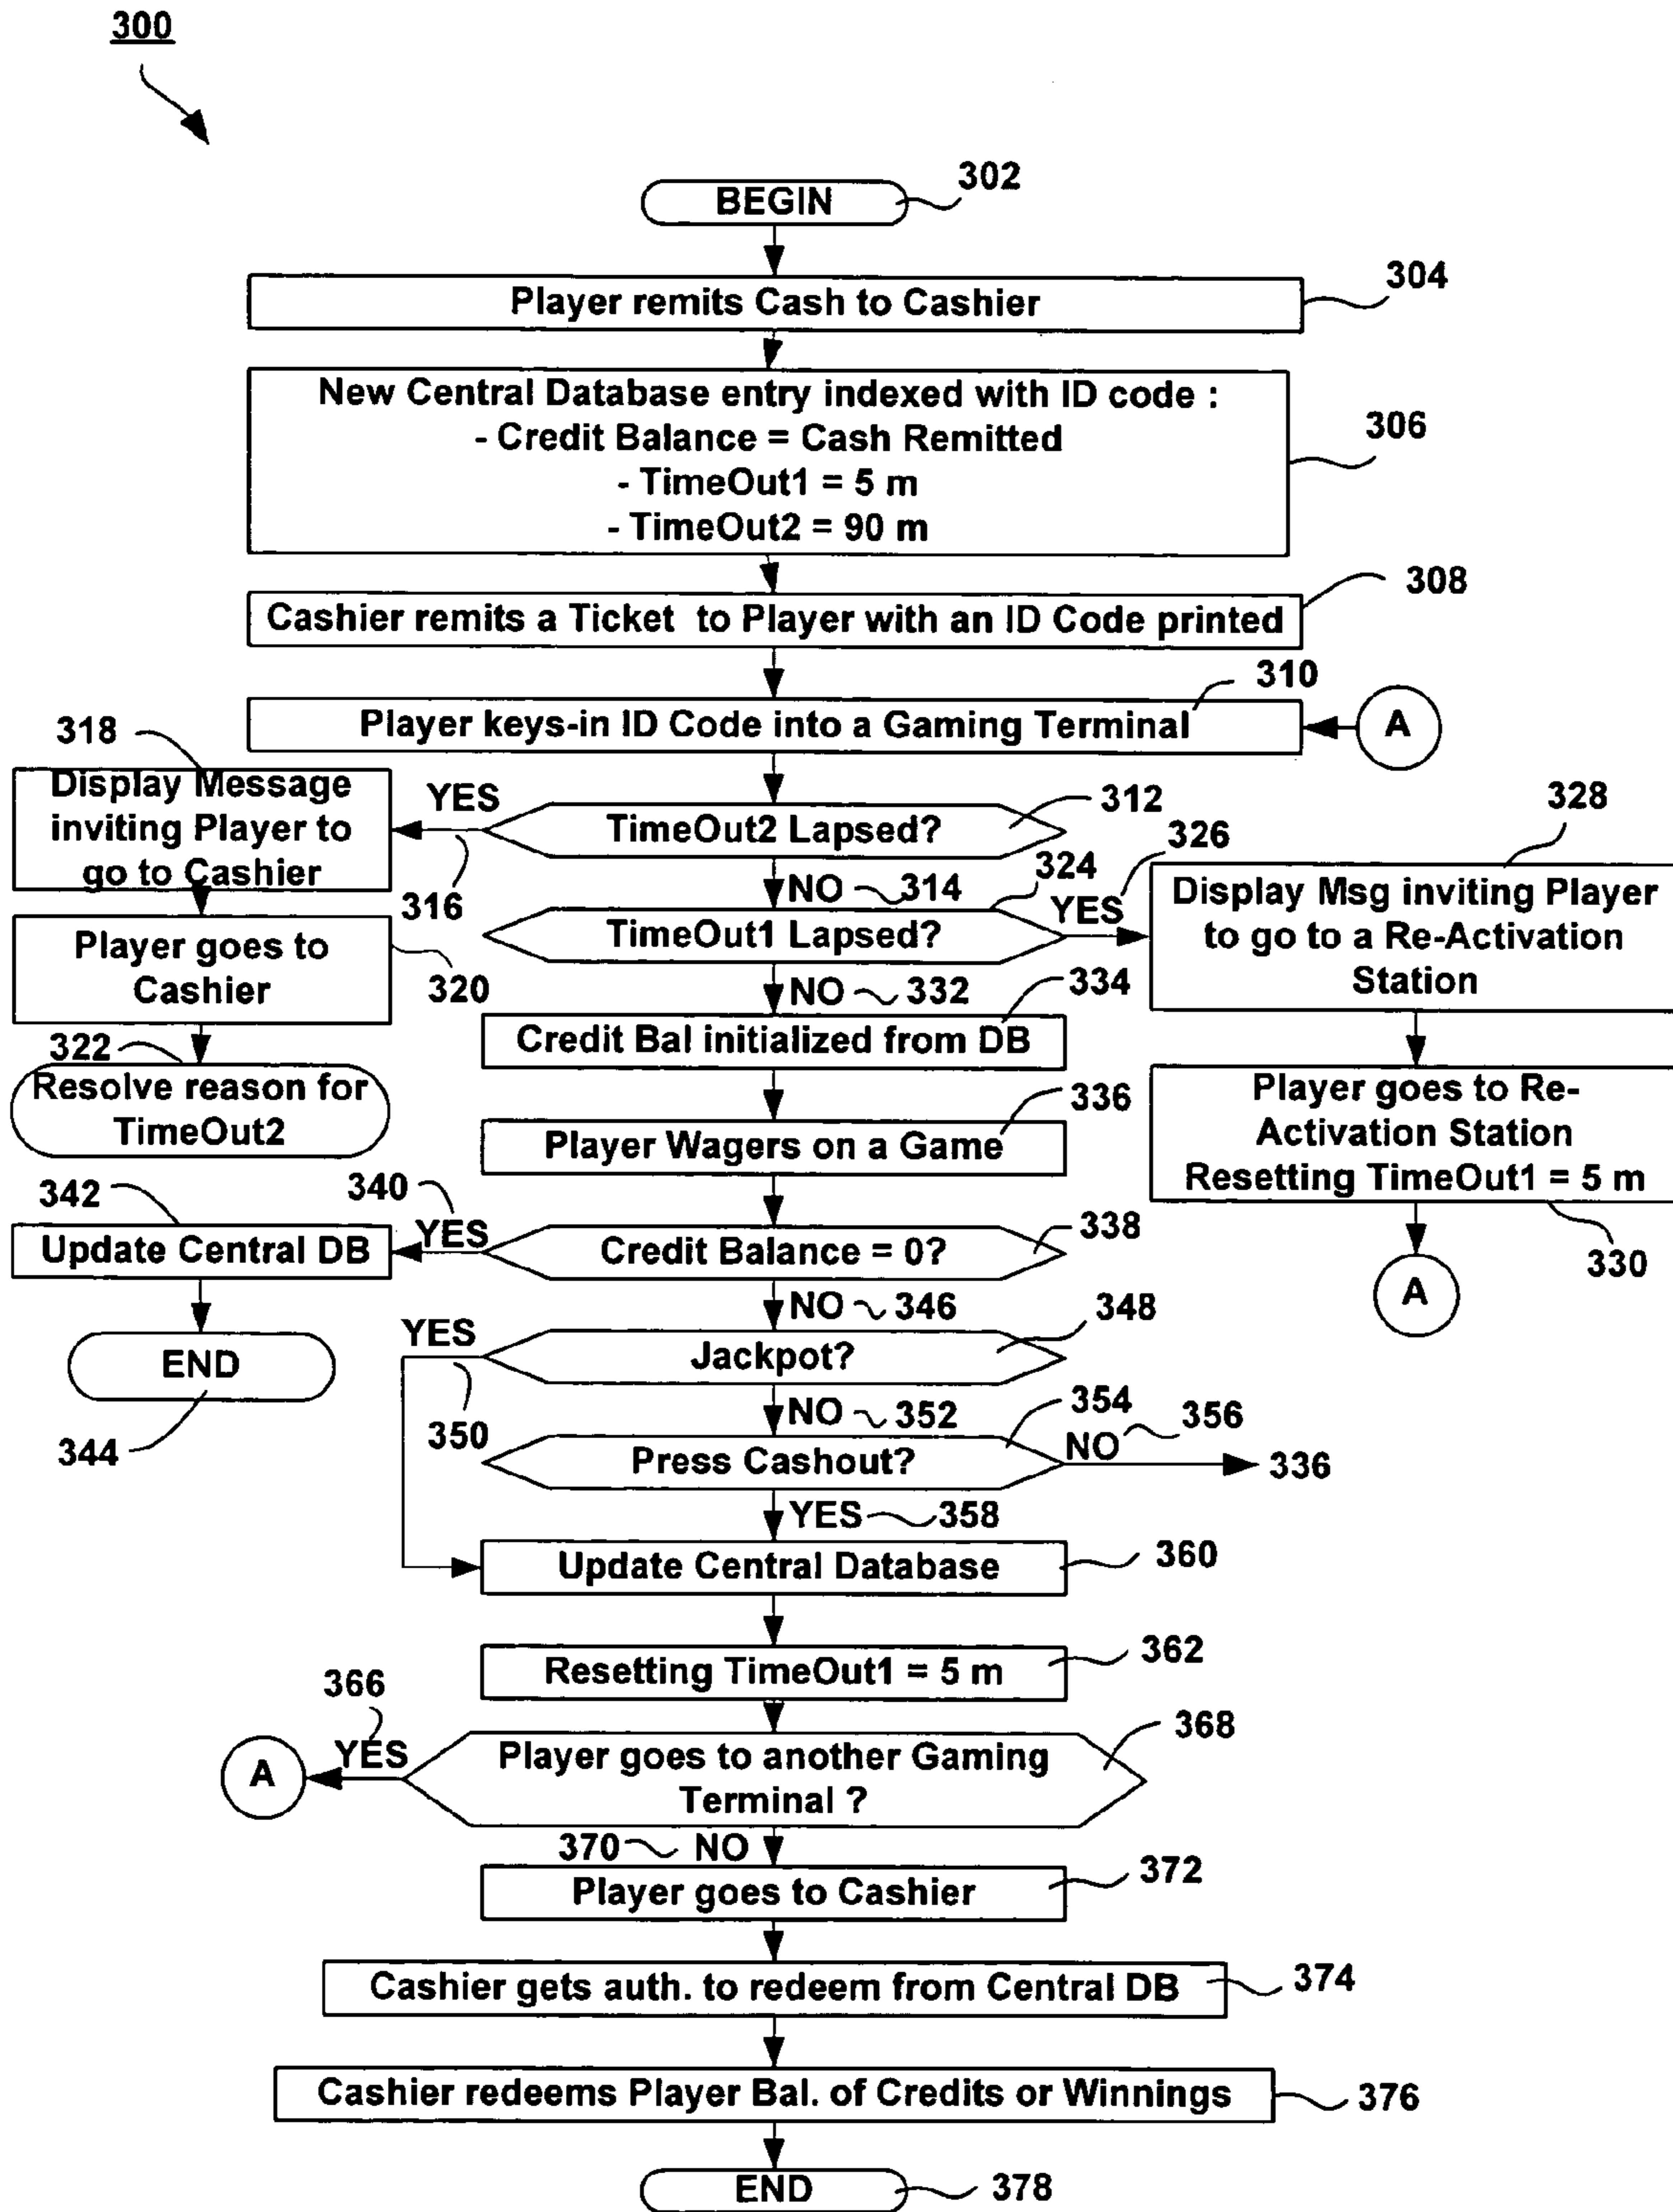 300
BEGIN
302
Player remits Cash to Cashier
304
New Central Database entry indexed with ID code :
- Credit Balance = Cash Remitted
- TimeOut1 = 5 m
- TimeOut2 = 90 m
306
Cashier remits a Ticket to Player with an ID Code printed
308
Player keys-in ID Code into a Gaming Terminal
310
A
318
Display Message
inviting Player to
go to Cashier
YES
316
TimeOut2 Lapsed?
312
NO 314
Player goes to
Cashier
320
322
Resolve reason for
TimeOut2
TimeOut1 Lapsed?
324
YES
326
328
Display Msg inviting Player
to go to a Re-Activation
Station
Player goes to Re-
Activation Station
Resetting TimeOut1 = 5 m
330
A
NO 332
Credit Bal initialized from DB
334
Player Wagers on a Game
336
Credit Balance = 0?
338
340
YES
342
Update Central DB
END
344
NO 346
Jackpot?
348
YES
350
NO 352
Press Cashout?
354
NO
356
336
YES 358
Update Central Database
360
Resetting TimeOut1 = 5 m
362
Player goes to another Gaming
Terminal ?
368
366
YES
A
370 NO
Player goes to Cashier
372
Cashier gets auth. to redeem from Central DB
374
Cashier redeems Player Bal. of Credits or Winnings
376
END
378